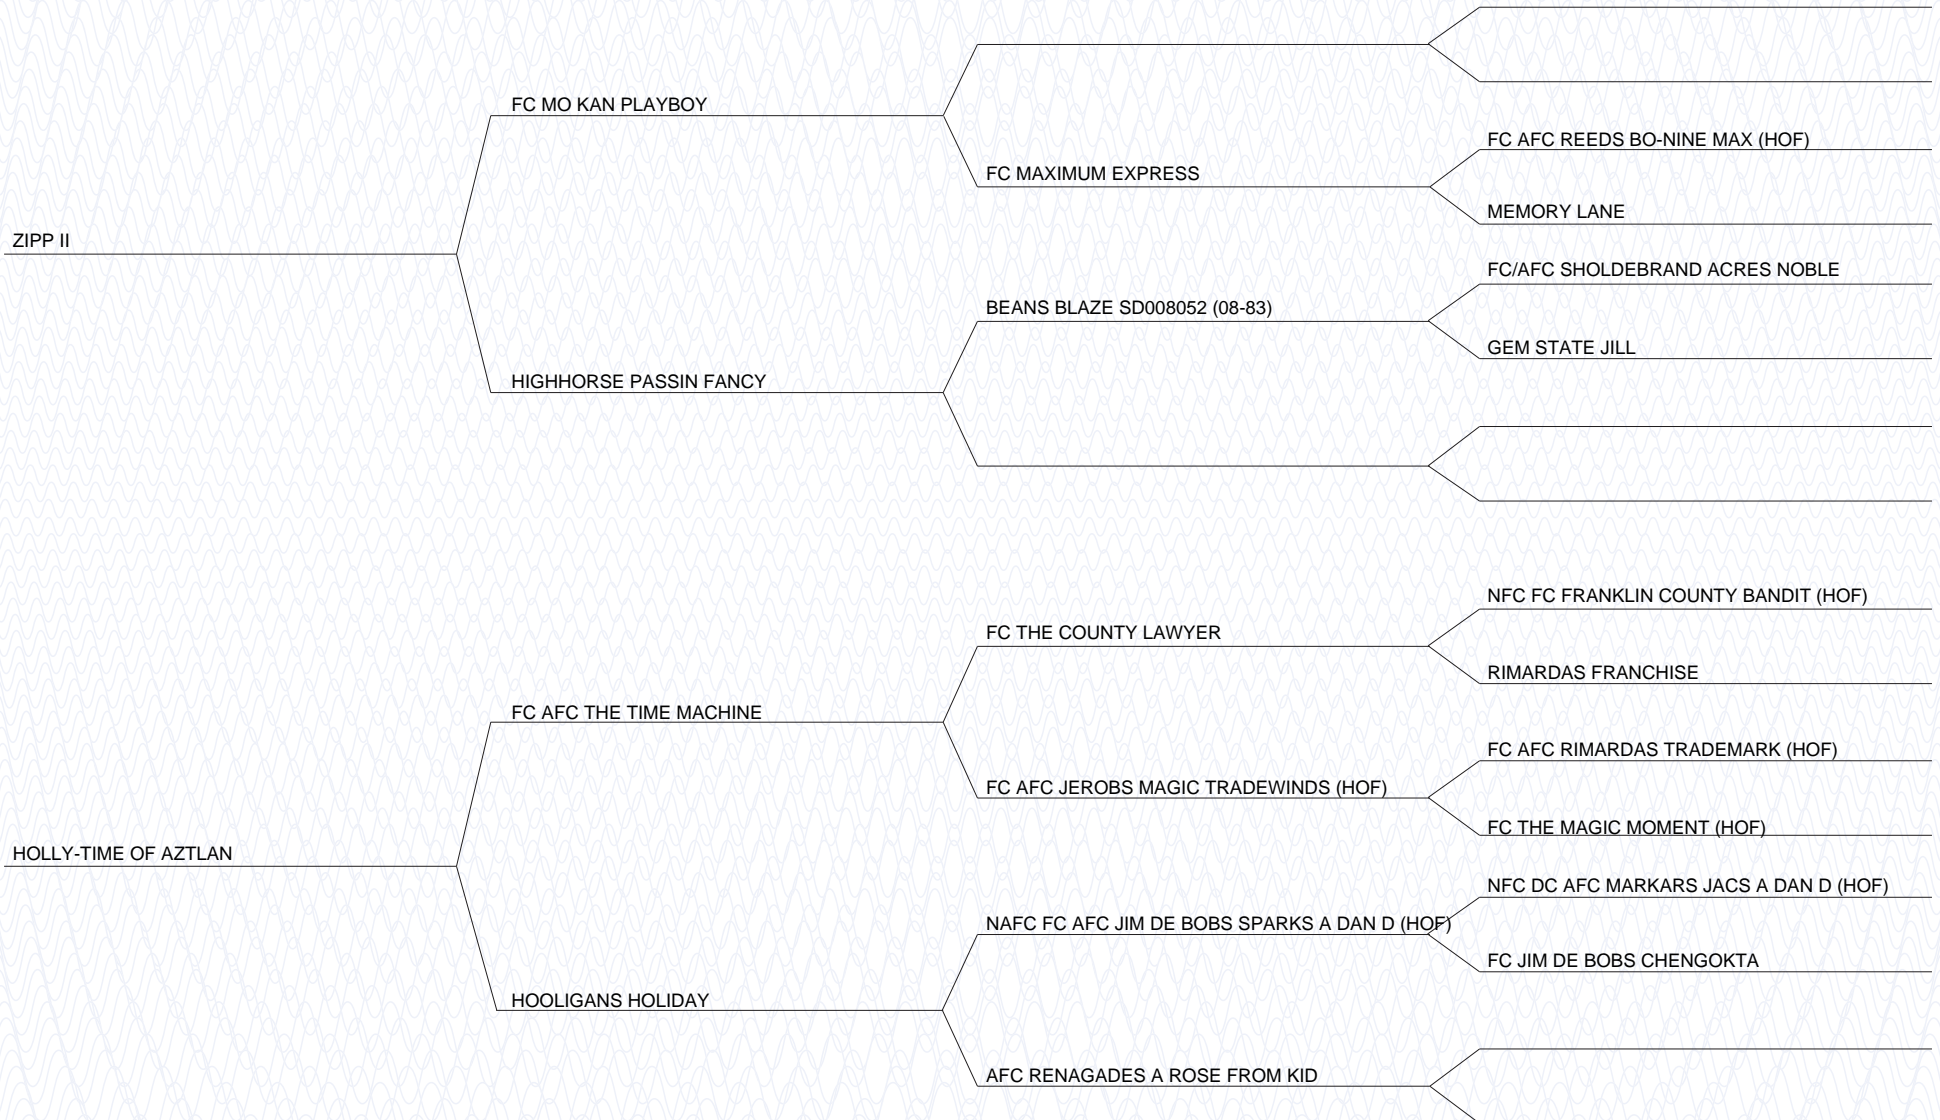 FC MO KAN PLAYBOY
FC AFC REEDS BO-NINE MAX (HOF)
FC MAXIMUM EXPRESS
MEMORY LANE
ZIPP II
FC/AFC SHOLDEBRAND ACRES NOBLE
BEANS BLAZE SD008052 (08-83)
GEM STATE JILL
HIGHHORSE PASSIN FANCY
NFC FC FRANKLIN COUNTY BANDIT (HOF)
FC THE COUNTY LAWYER
RIMARDAS FRANCHISE
FC AFC THE TIME MACHINE
FC AFC RIMARDAS TRADEMARK (HOF)
FC AFC JEROBS MAGIC TRADEWINDS (HOF)
FC THE MAGIC MOMENT (HOF)
HOLLY-TIME OF AZTLAN
NFC DC AFC MARKARS JACS A DAN D (HOF)
NAFC FC AFC JIM DE BOBS SPARKS A DAN D (HOF)
FC JIM DE BOBS CHENGOKTA
HOOLIGANS HOLIDAY
AFC RENAGADES A ROSE FROM KID